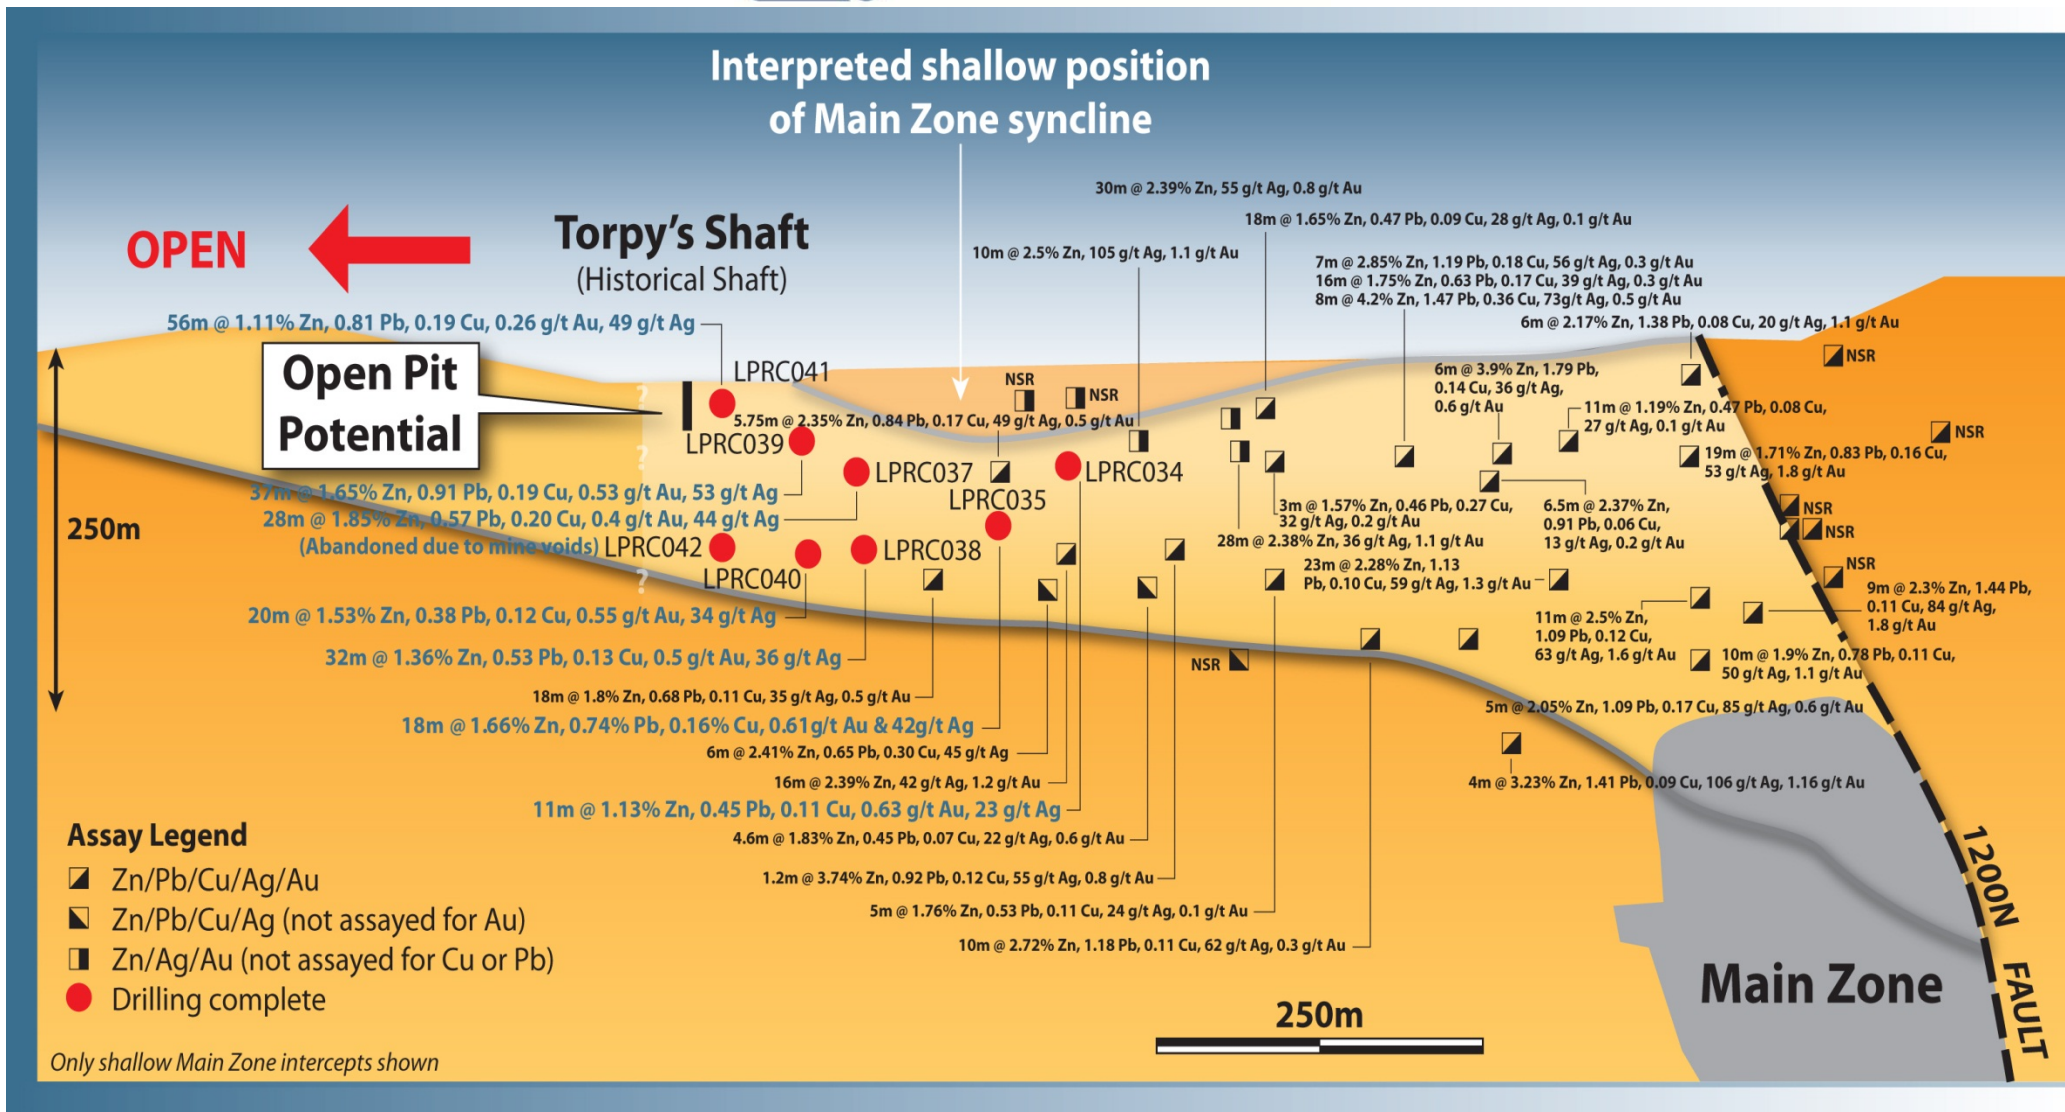 Interpreted shallow position
of Main Zone syncline
30m @ 2.39% Zn, 55 g/t Ag, 0.8 g/t Au
18m @ 1.65% Zn, 0.47 Pb, 0.09 Cu, 28 g/t Ag, 0.1 g/t Au
OPEN
Torpy's Shaft
(Historical Shaft)
10m @ 2.5% Zn, 105 g/t Ag, 1.1 g/t Au
7m @ 2.85% Zn, 1.19 Pb, 0.18 Cu, 56 g/t Ag, 0.3 g/t Au
16m @ 1.75% Zn, 0.63 Pb, 0.17 Cu, 39 g/t Ag, 0.3 g/t Au
8m @ 4.2% Zn, 1.47 Pb, 0.36 Cu, 73g/t Ag, 0.5 g/t Au
56m @ 1.11% Zn, 0.81 Pb, 0.19 Cu, 0.26 g/t Au, 49 g/t Ag
6m @ 2.17% Zn, 1.38 Pb, 0.08 Cu, 20 g/t Ag, 1.1 g/t Au
Open Pit
Potential
LPRC041
NSR
NSR
NSR
6m @ 3.9% Zn, 1.79 Pb,
0.14 Cu, 36 g/t Ag,
0.6 g/t Au
?
11m @ 1.19% Zn, 0.47 Pb, 0.08 Cu,
27 g/t Ag, 0.1 g/t Au
5.75m @ 2.35% Zn, 0.84 Pb, 0.17 Cu, 49 g/t Ag, 0.5 g/t Au
NSR
LPRC039
?
19m @ 1.71% Zn, 0.83 Pb, 0.16 Cu,
53 g/t Ag, 1.8 g/t Au
LPRC037
LPRC034
37m @ 1.65% Zn, 0.91 Pb, 0.19 Cu, 0.53 g/t Au, 53 g/t Ag
LPRC035
3m @ 1.57% Zn, 0.46 Pb, 0.27 Cu,
32 g/t Ag, 0.2 g/t Au
6.5m @ 2.37% Zn,
0.91 Pb, 0.06 Cu,
13 g/t Ag, 0.2 g/t Au
NSR
NSR
28m @ 1.85% Zn, 0.57 Pb, 0.20 Cu, 0.4 g/t Au, 44 g/t Ag
(Abandoned due to mine voids)
250m
LPRC042
LPRC038
28m @ 2.38% Zn, 36 g/t Ag, 1.1 g/t Au
LPRC040
?
23m @ 2.28% Zn, 1.13
Pb, 0.10 Cu, 59 g/t Ag, 1.3 g/t Au
NSR
9m @ 2.3% Zn, 1.44 Pb,
0.11 Cu, 84 g/t Ag,
1.8 g/t Au
20m @ 1.53% Zn, 0.38 Pb, 0.12 Cu, 0.55 g/t Au, 34 g/t Ag
11m @ 2.5% Zn,
1.09 Pb, 0.12 Cu,
63 g/t Ag, 1.6 g/t Au
32m @ 1.36% Zn, 0.53 Pb, 0.13 Cu, 0.5 g/t Au, 36 g/t Ag
NSR
10m @ 1.9% Zn, 0.78 Pb, 0.11 Cu,
50 g/t Ag, 1.1 g/t Au
18m @ 1.8% Zn, 0.68 Pb, 0.11 Cu, 35 g/t Ag, 0.5 g/t Au
5m @ 2.05% Zn, 1.09 Pb, 0.17 Cu, 85 g/t Ag, 0.6 g/t Au
18m @ 1.66% Zn, 0.74% Pb, 0.16% Cu, 0.61g/t Au & 42g/t Ag
6m @ 2.41% Zn, 0.65 Pb, 0.30 Cu, 45 g/t Ag
16m @ 2.39% Zn, 42 g/t Ag, 1.2 g/t Au
4m @ 3.23% Zn, 1.41 Pb, 0.09 Cu, 106 g/t Ag, 1.16 g/t Au
11m @ 1.13% Zn, 0.45 Pb, 0.11 Cu, 0.63 g/t Au, 23 g/t Ag
4.6m @ 1.83% Zn, 0.45 Pb, 0.07 Cu, 22 g/t Ag, 0.6 g/t Au
1.2m @ 3.74% Zn, 0.92 Pb, 0.12 Cu, 55 g/t Ag, 0.8 g/t Au
5m @ 1.76% Zn, 0.53 Pb, 0.11 Cu, 24 g/t Ag, 0.1 g/t Au
10m @ 2.72% Zn, 1.18 Pb, 0.11 Cu, 62 g/t Ag, 0.3 g/t Au
Assay Legend
Zn/Pb/Cu/Ag/Au
Zn/Pb/Cu/Ag (not assayed for Au)
Zn/Ag/Au (not assayed for Cu or Pb)
Drilling complete
Only shallow Main Zone intercepts shown
250m
Main Zone
1200N FAULT